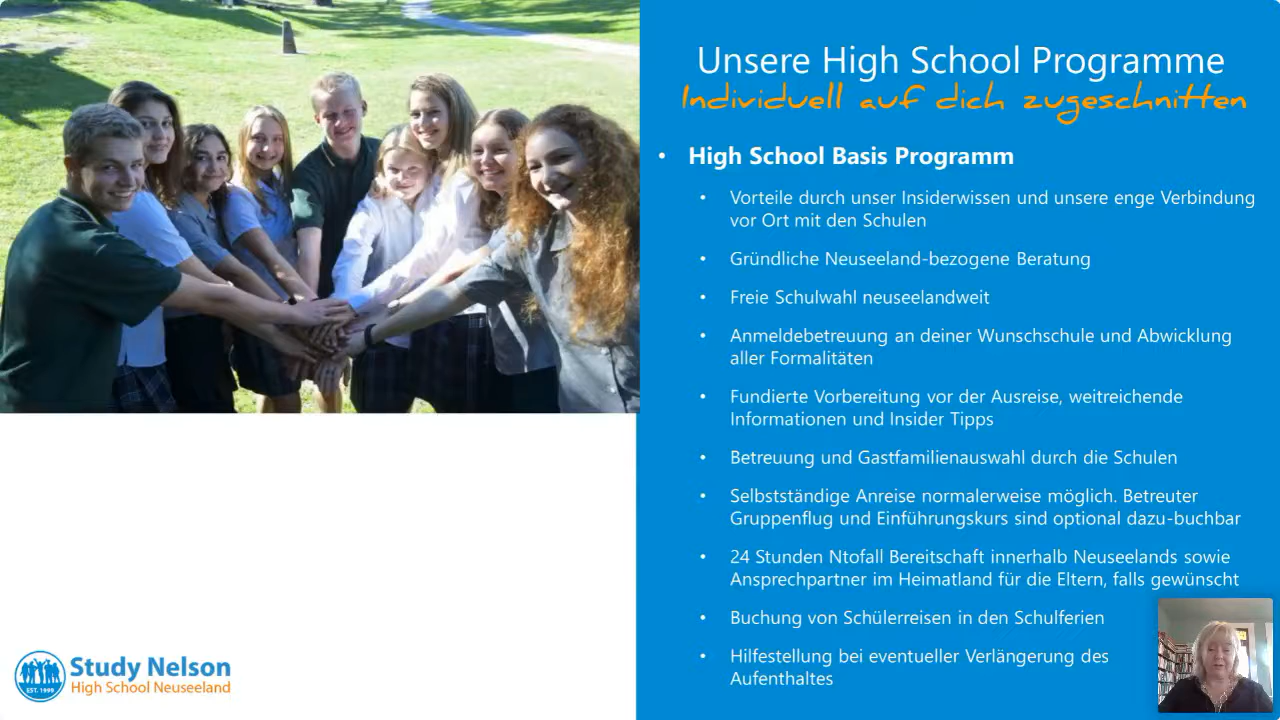 Unsere High School Programme
Individuell auf dich zugeschnitten
• High School Basis Programm
• Vorteile durch unser Insiderwissen und unsere enge Verbindung
vor Ort mit den Schulen
• Gründliche Neuseeland-bezogene Beratung
• Freie Schulwahl neuseelandweit
• Anmeldebetreuung an deiner Wunschschule und Abwicklung
aller Formalitäten
• Fundierte Vorbereitung vor der Ausreise, weitreichende
Informationen und Insider Tipps
• Betreuung und Gastfamilienauswahl durch die Schulen
• Selbstständige Anreise normalerweise möglich. Betreuter
Gruppenflug und Einführungskurs sind optional dazu-buchbar
• 24 Stunden Ntofall Bereitschaft innerhalb Neuseelands sowie
Ansprechpartner im Heimatland für die Eltern, falls gewünscht
• Buchung von Schülerreisen in den Schulferien
• Hilfestellung bei eventueller Verlängerung des
Aufenthaltes
Study Nelson
High School Neuseeland
EST. 1999